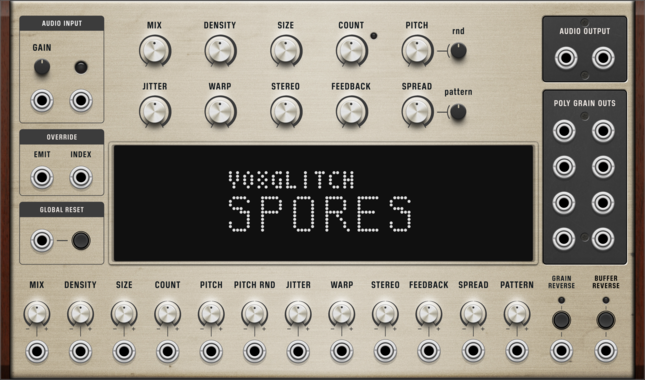 AUDIO INPUT
GAIN
MIX DENSITY SIZE COUNT PITCH rnd
JITTER WARP STEREO FEEDBACK SPREAD pattern
AUDIO OUTPUT
POLY GRAIN OUTS
OVERRIDE
EMIT INDEX
GLOBAL RESET
VOXGLITCH
SPORES
MIX DENSITY SIZE COUNT PITCH PITCH RND JITTER WARP STEREO FEEDBACK SPREAD PATTERN
GRAIN
REVERSE
BUFFER
REVERSE